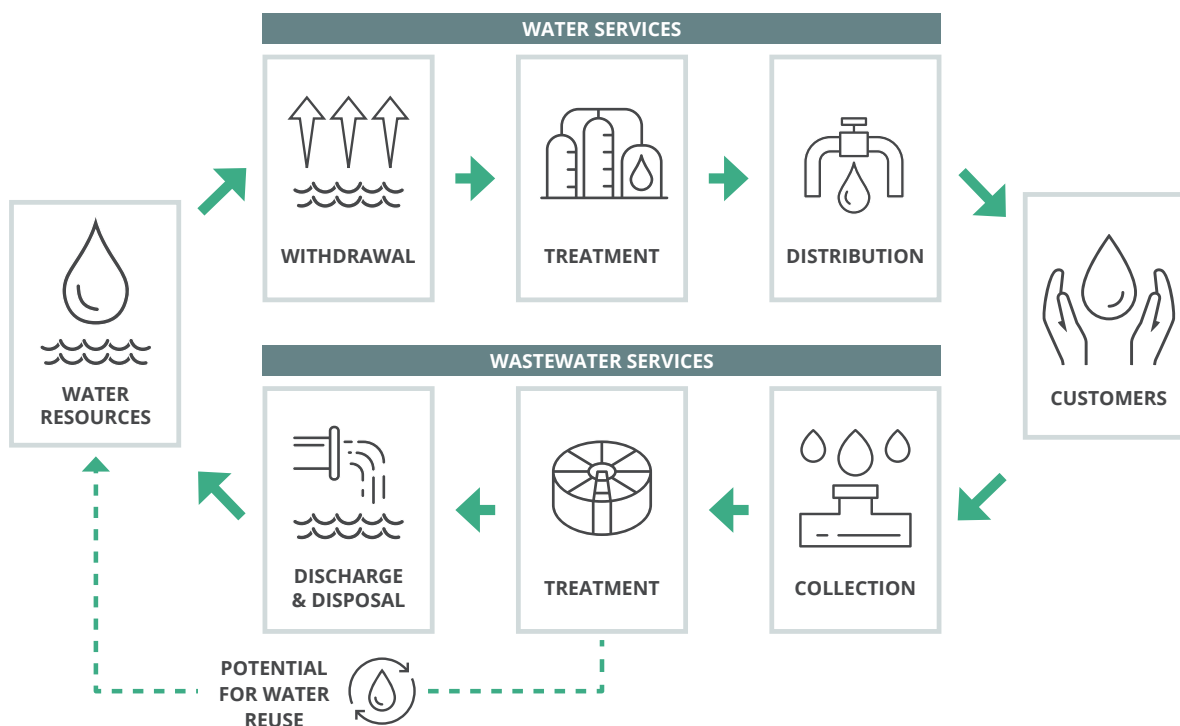 WATER SERVICES
WITHDRAWAL
TREATMENT
DISTRIBUTION
WATER
RESOURCES
CUSTOMERS
WASTEWATER SERVICES
DISCHARGE
& DISPOSAL
TREATMENT
COLLECTION
POTENTIAL
FOR WATER
REUSE